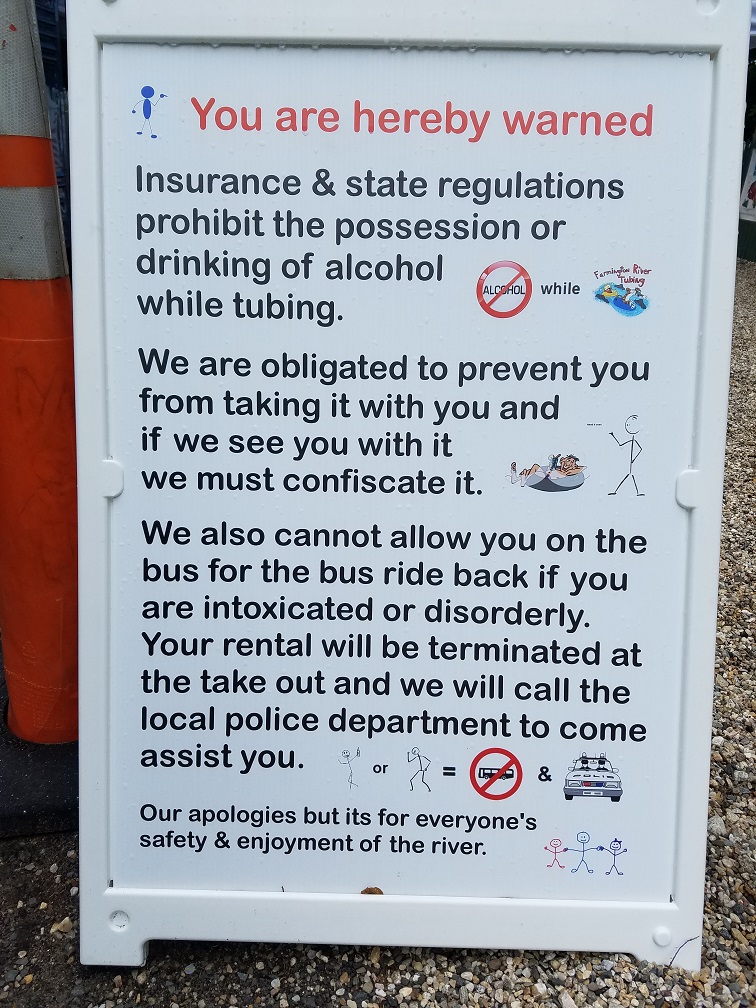 You are hereby warned
Insurance & state regulations
prohibit the possession or
drinking of alcohol
while tubing.
ALCOHOL while Farmington River Tubing
We are obligated to prevent you
from taking it with you and
if we see you with it
we must confiscate it.
We also cannot allow you on the
bus for the bus ride back if you
are intoxicated or disorderly.
Your rental will be terminated at
the take out and we will call the
local police department to come
assist you.
or = & POLICE
Our apologies but its for everyone's
safety & enjoyment of the river.